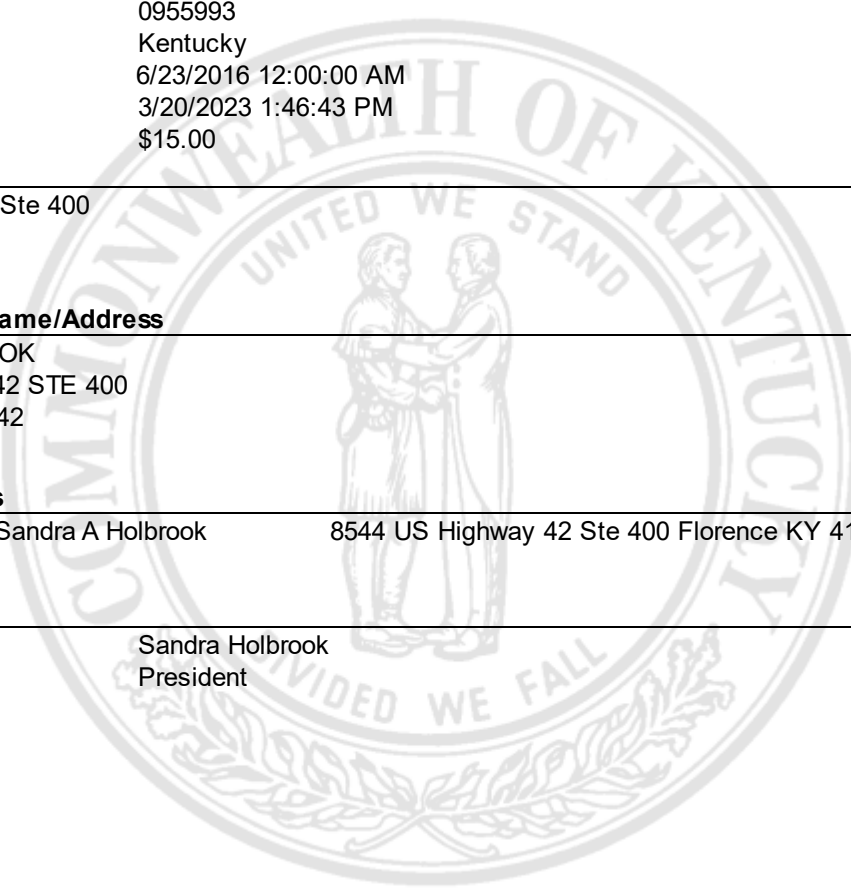 0955993
Kentucky
6/23/2016 12:00:00 AM
3/20/2023 1:46:43 PM
$15.00
Ste 400
ame/Address
OK
42 STE 400
42
s
Sandra A Holbrook 8544 US Highway 42 Ste 400 Florence KY 41
Sandra Holbrook
President
COMMONWEALTH OF KENTUCKY
UNITED WE STAND
DIVIDED WE FALL